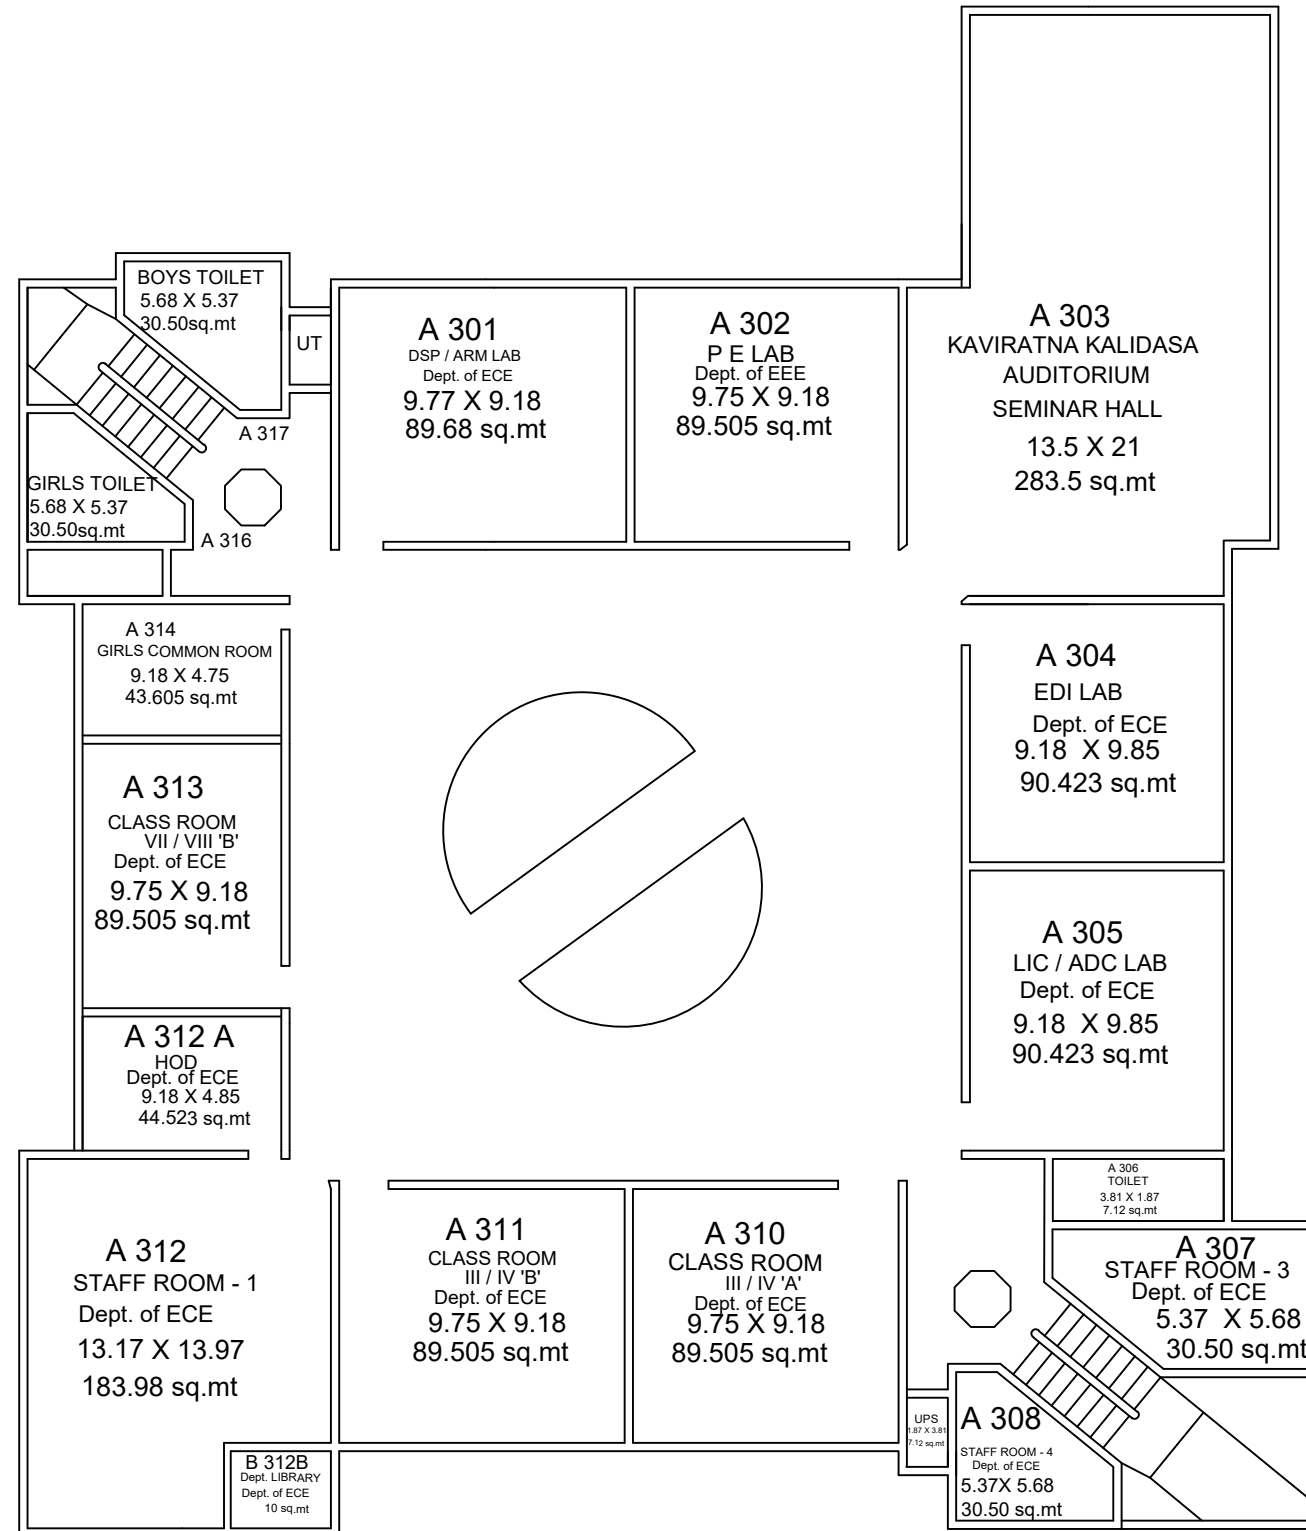 BOYS TOILET
5.68 X 5.37
30.50sq.mt
UT
A 317
GIRLS TOILET
5.68 X 5.37
30.50sq.mt
A 316
A 301
DSP / ARM LAB
Dept. of ECE
9.77 X 9.18
89.68 sq.mt
A 302
P E LAB
Dept. of EEE
9.75 X 9.18
89.505 sq.mt
A 303
KAVIRATNA KALIDASA
AUDITORIUM
SEMINAR HALL
13.5 X 21
283.5 sq.mt
A 314
GIRLS COMMON ROOM
9.18 X 4.75
43.605 sq.mt
A 304
EDI LAB
Dept. of ECE
9.18 X 9.85
90.423 sq.mt
A 313
CLASS ROOM
VII / VIII 'B'
Dept. of ECE
9.75 X 9.18
89.505 sq.mt
A 305
LIC / ADC LAB
Dept. of ECE
9.18 X 9.85
90.423 sq.mt
A 312 A
HOD
Dept. of ECE
9.18 X 4.85
44.523 sq.mt
A 306
TOILET
3.81 X 1.87
7.12 sq.mt
A 312
STAFF ROOM - 1
Dept. of ECE
13.17 X 13.97
183.98 sq.mt
A 311
CLASS ROOM
III / IV 'B'
Dept. of ECE
9.75 X 9.18
89.505 sq.mt
A 310
CLASS ROOM
III / IV 'A'
Dept. of ECE
9.75 X 9.18
89.505 sq.mt
A 307
STAFF ROOM - 3
Dept. of ECE
5.37 X 5.68
30.50 sq.mt
B 312B
Dept. LIBRARY
Dept. of ECE
10 sq.mt
UPS
1.87 X 3.81
7.12 sq.mt
A 308
STAFF ROOM - 4
Dept. of ECE
5.37X 5.68
30.50 sq.mt